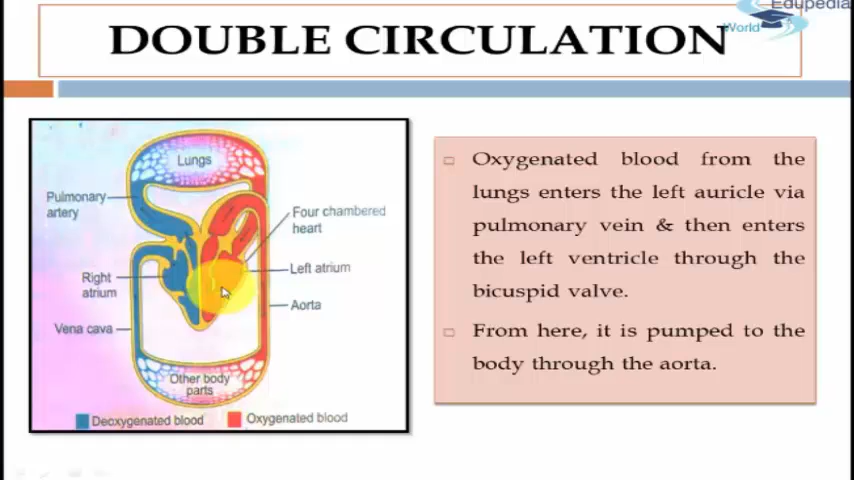 Edupedia
World
DOUBLE CIRCULATION
Lungs
Pulmonary
artery
Four chambered
heart
Right
atrium
Left atrium
Aorta
Vena cava
Other body
parts
Deoxygenated blood
Oxygenated blood
Oxygenated blood from the
lungs enters the left auricle via
pulmonary vein & then enters
the left ventricle through the
bicuspid valve.
From here, it is pumped to the
body through the aorta.